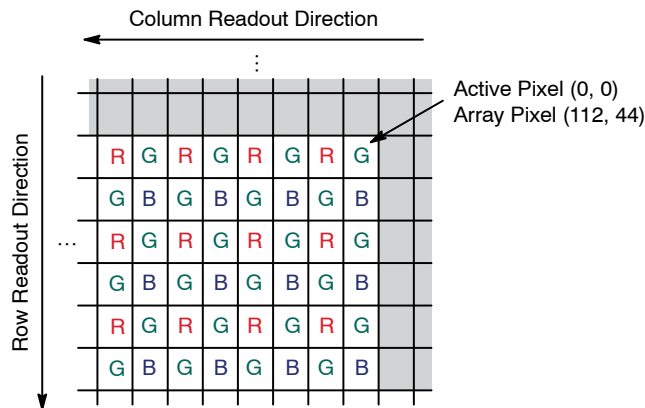 Column Readout Direction
...
Active Pixel (0, 0)
Array Pixel (112, 44)
Row Readout Direction
R G R G R G R G
G B G B G B G B
...
R G R G R G R G
G B G B G B G B
R G R G R G R G
G B G B G B G B